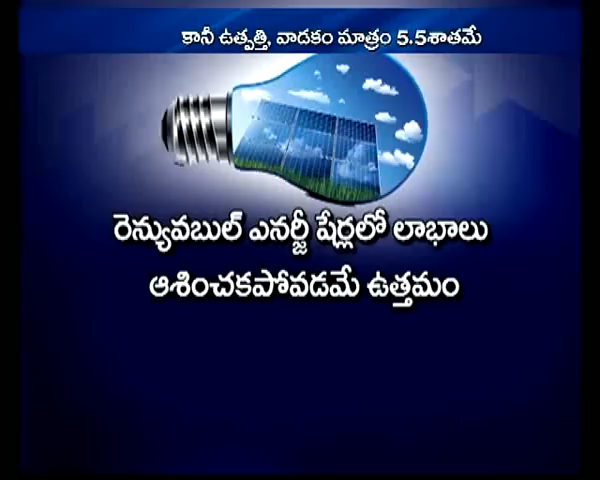 కానీ ఉత్పత్తి, వాడకం మాత్రం 5.5శాతమే
రెన్యువబుల్ ఎనర్జీ షేర్లలో లాభాలు
ఆశించకపోవడమే ఉత్తమం